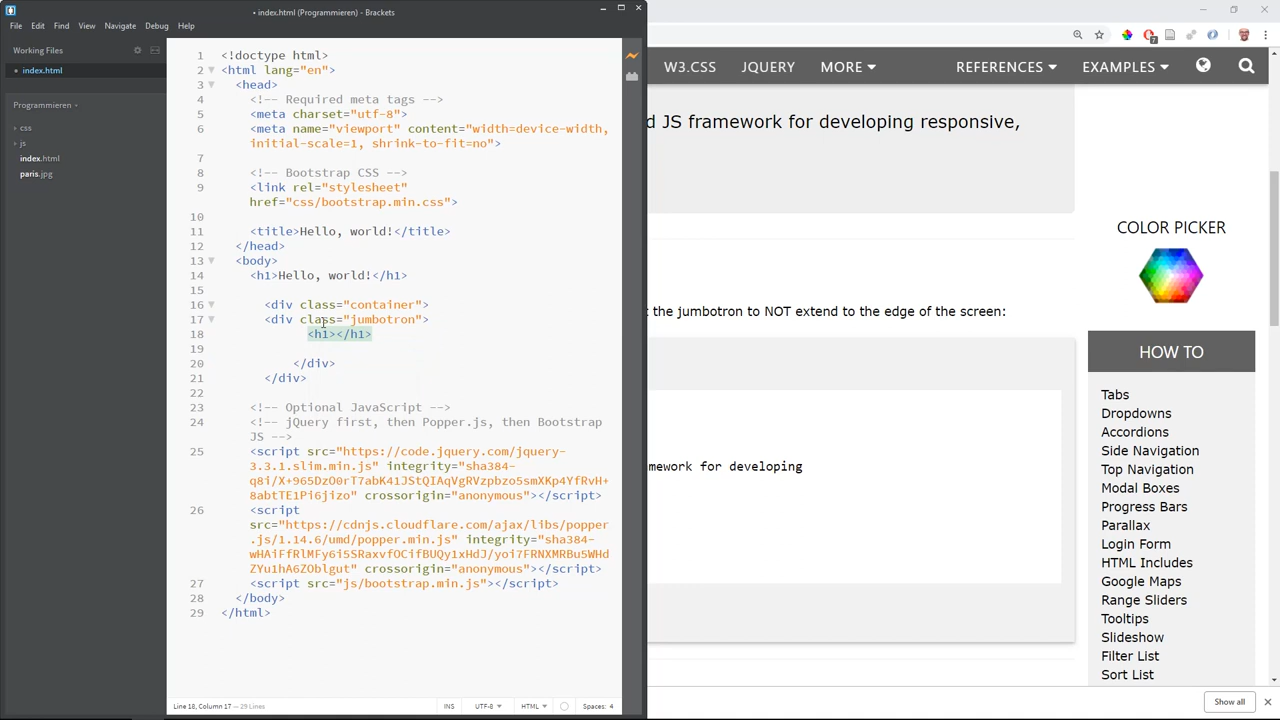 • index.html (Programmieren) - Brackets
File Edit Find View Navigate Debug Help
Working Files
• index.html
Programmieren
css
js
index.html
paris.jpg
1 <!doctype html>
2 <html lang="en">
3 <head>
4 <!-- Required meta tags -->
5 <meta charset="utf-8">
6 <meta name="viewport" content="width=device-width,
initial-scale=1, shrink-to-fit=no">
7
8 <!-- Bootstrap CSS -->
9 <link rel="stylesheet"
href="css/bootstrap.min.css">
10
11 <title>Hello, world!</title>
12 </head>
13 <body>
14 <h1>Hello, world!</h1>
15
16 <div class="container">
17 <div class="jumbotron">
18 <h1></h1>
19
20 </div>
21 </div>
22
23 <!-- Optional JavaScript -->
24 <!-- jQuery first, then Popper.js, then Bootstrap
JS -->
25 <script src="https://code.jquery.com/jquery-
3.3.1.slim.min.js" integrity="sha384-
q8i/X+965DzO0rT7abK41JStQIAqVgRVzpbzo5smXKp4YfRvH+
8abtTE1Pi6jizo" crossorigin="anonymous"></script>
26 <script
src="https://cdnjs.cloudflare.com/ajax/libs/popper
.js/1.14.6/umd/popper.min.js" integrity="sha384-
wHAiFfRlMFy6i5SRaxvfOCifBUQy1xHdJ/yoi7FRNXMRBu5WHd
ZYu1hA6ZOblgut" crossorigin="anonymous"></script>
27 <script src="js/bootstrap.min.js"></script>
28 </body>
29 </html>
Line 18, Column 17 — 29 Lines
INS UTF-8 HTML Spaces: 4
7
W3.CSS JQUERY MORE REFERENCES EXAMPLES
d JS framework for developing responsive,
t the jumbotron to NOT extend to the edge of the screen:
mework for developing
COLOR PICKER
HOW TO
Tabs
Dropdowns
Accordions
Side Navigation
Top Navigation
Modal Boxes
Progress Bars
Parallax
Login Form
HTML Includes
Google Maps
Range Sliders
Tooltips
Slideshow
Filter List
Sort List
Show all